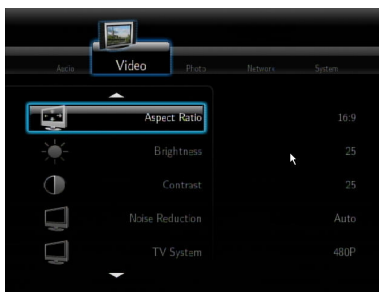 Audio Video Photo Network System
Aspect Ratio 16:9
Brightness 25
Contrast 25
Noise Reduction Auto
TV System 480P